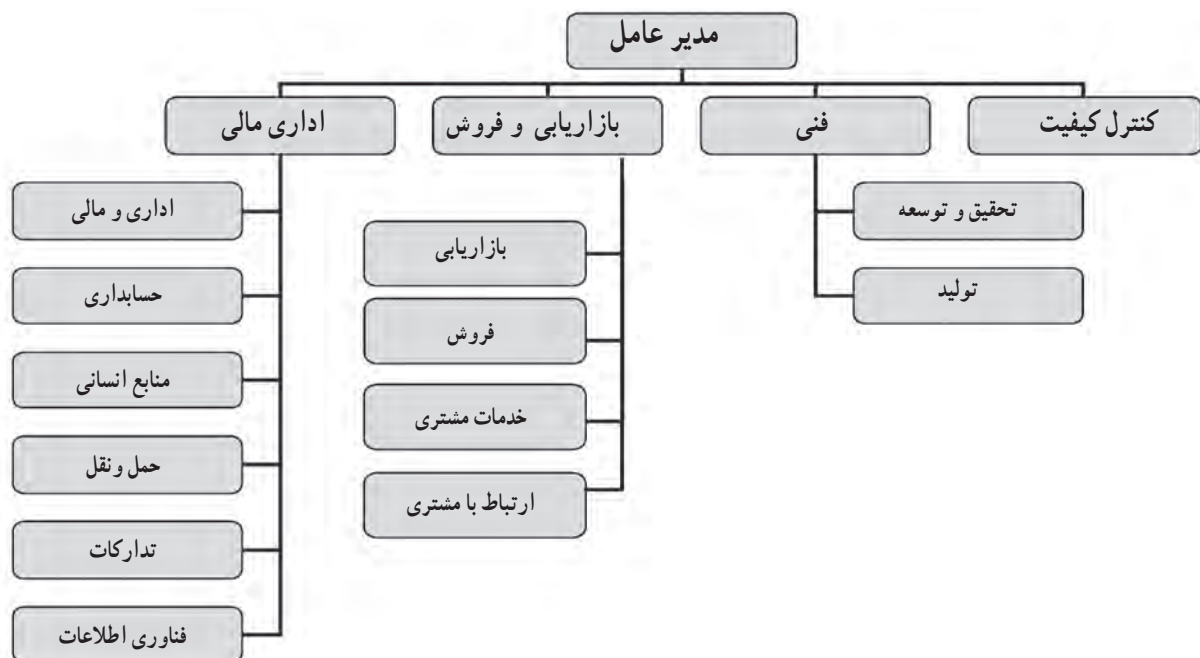 مدیر عامل
کنترل کیفیت
فنی
بازاریابی و فروش
اداری مالی
تحقیق و توسعه
تولید
بازاریابی
فروش
خدمات مشتری
ارتباط با مشتری
اداری و مالی
حسابداری
منابع انسانی
حمل ونقل
تدارکات
فناوری اطلاعات